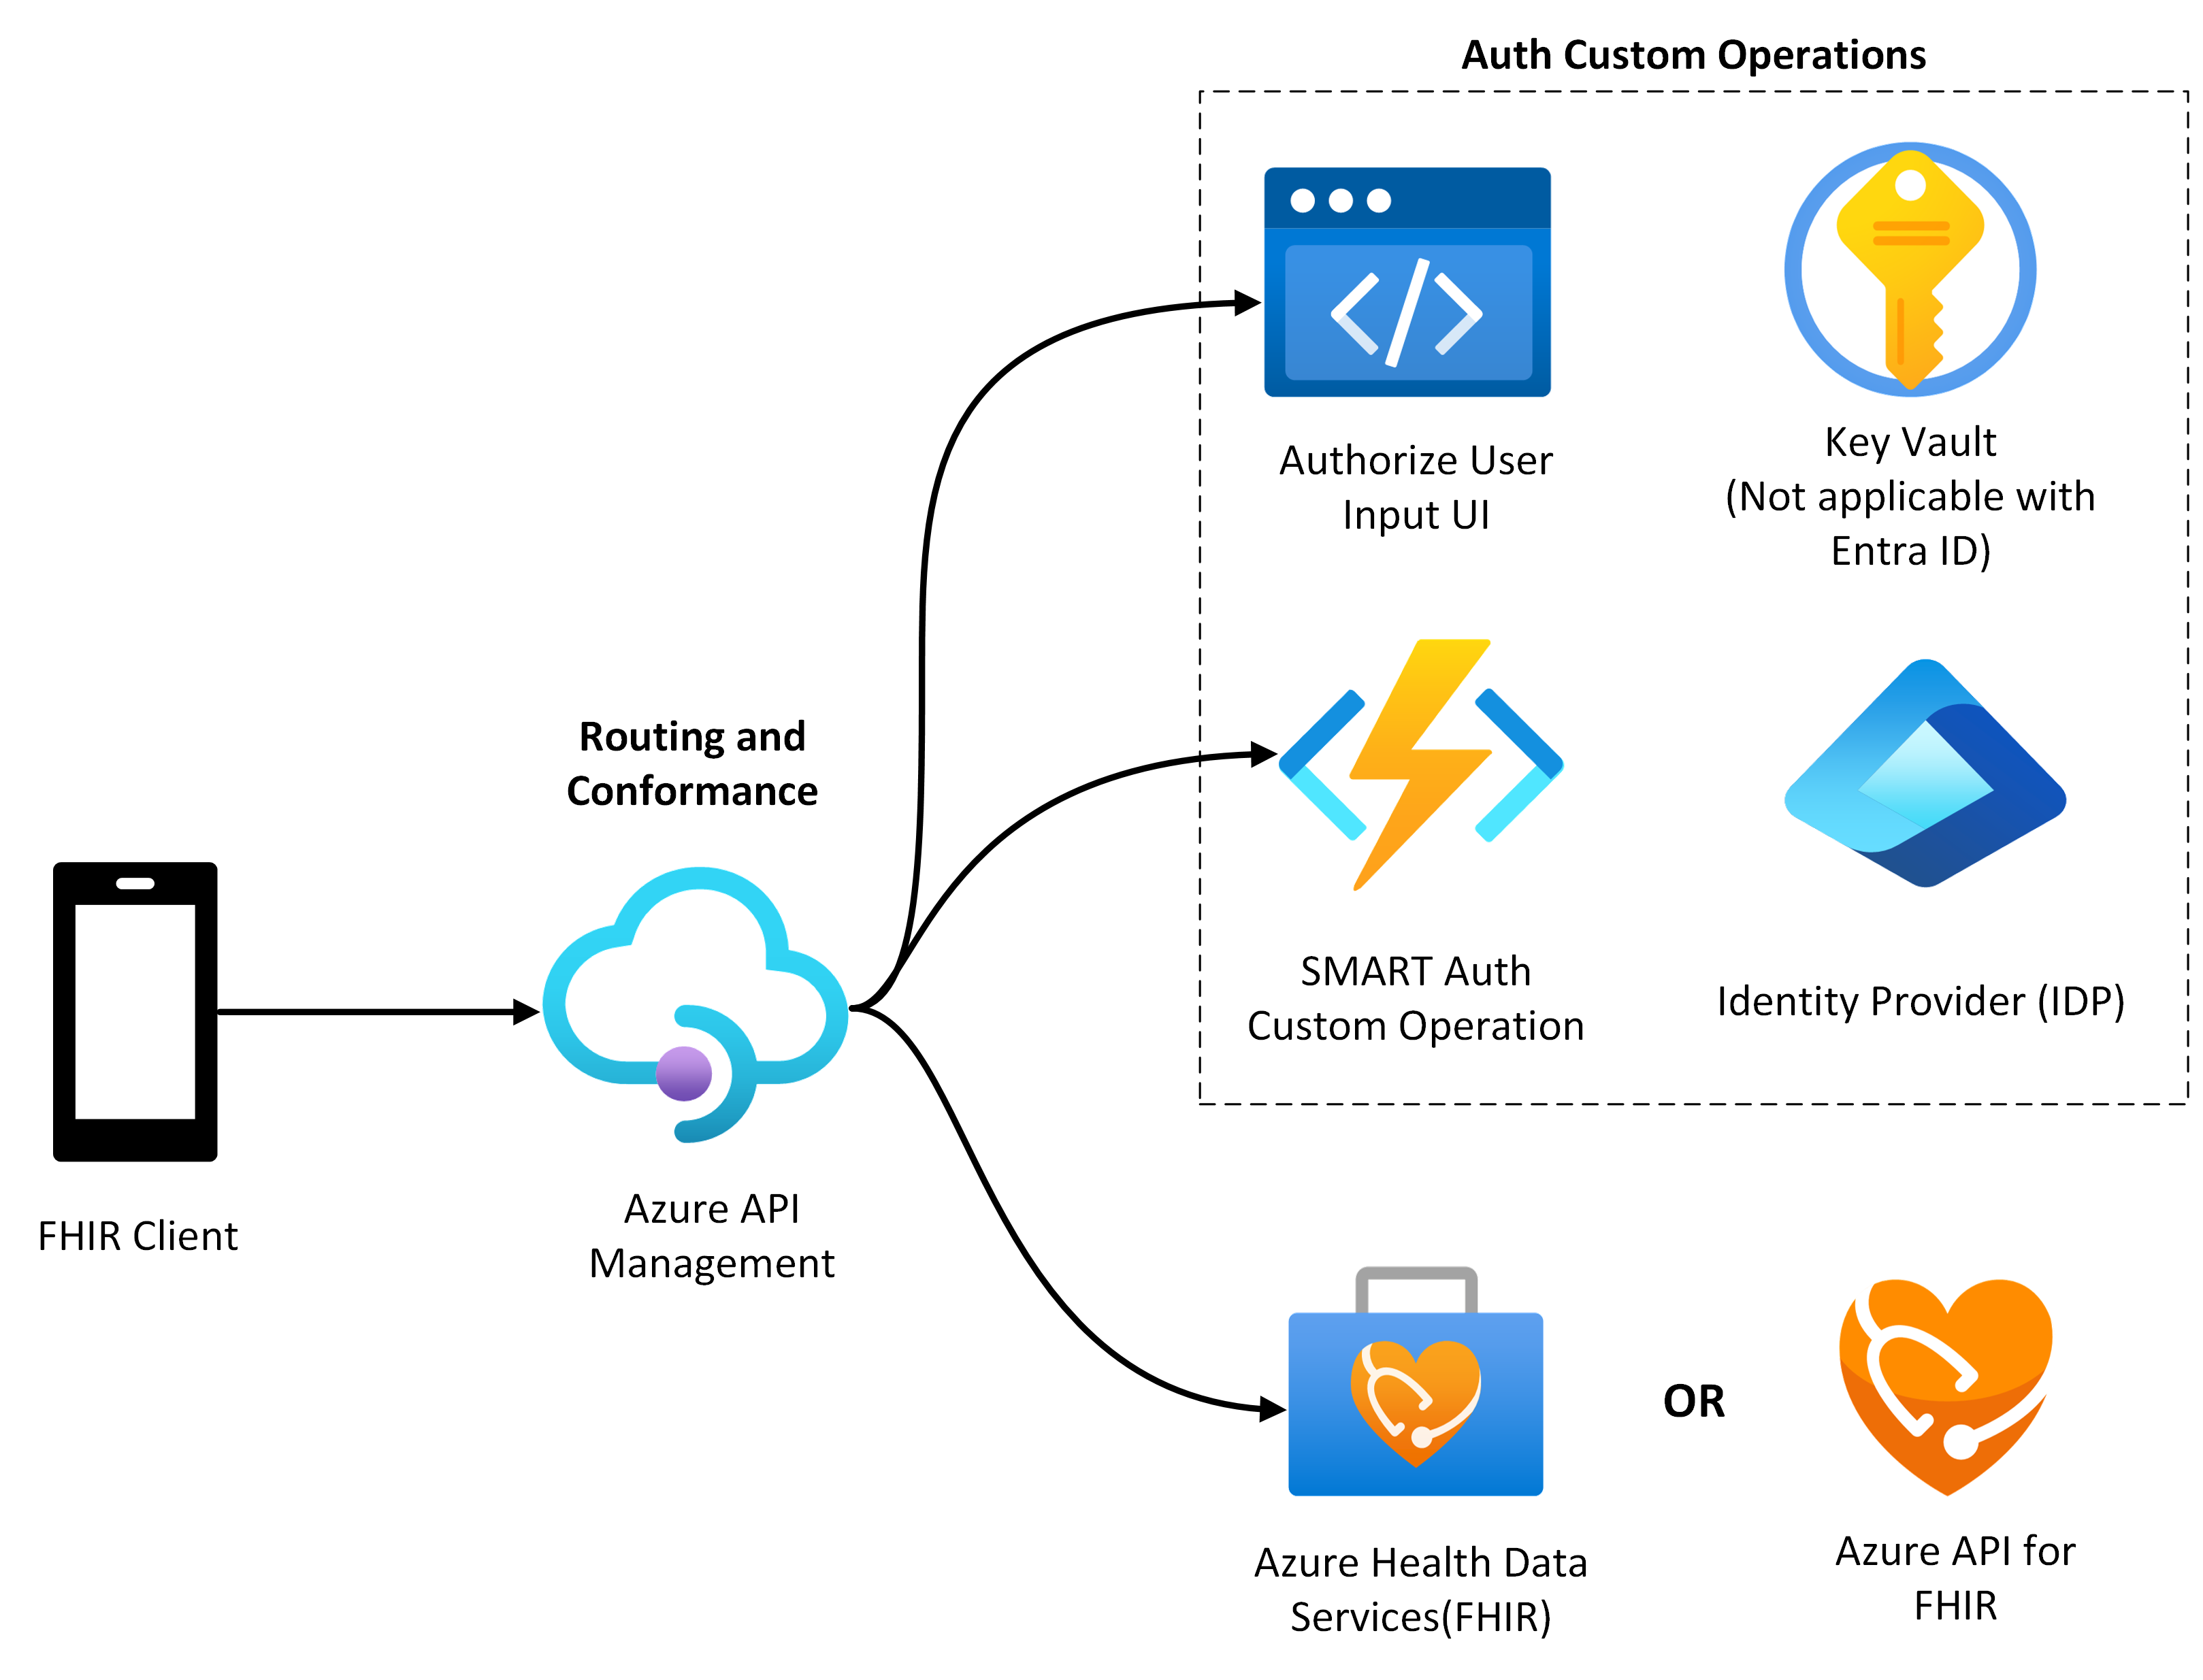 Auth Custom Operations
Authorize User
Input UI
Key Vault
(Not applicable with
Entra ID)
Routing and
Conformance
SMART Auth
Custom Operation
Identity Provider (IDP)
FHIR Client
Azure API
Management
OR
Azure Health Data
Services(FHIR)
Azure API for
FHIR